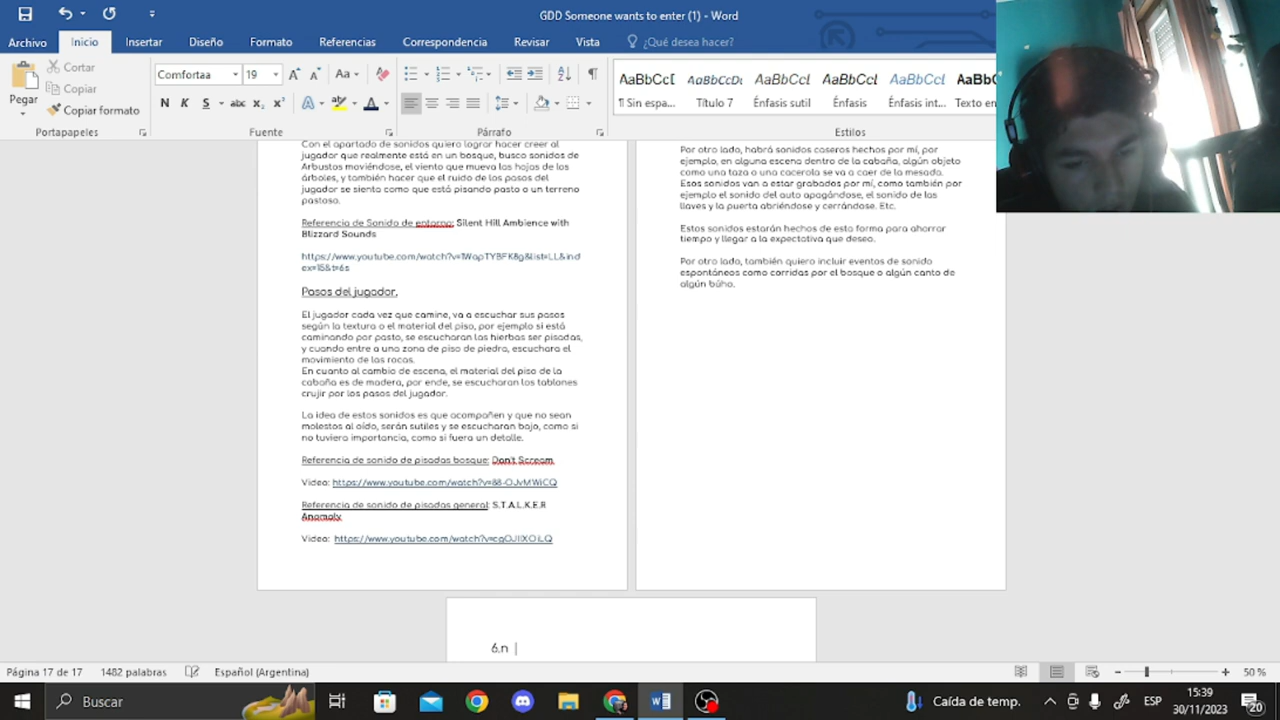 GDD Someone wants to enter (1) - Word
Archivo Inicio Insertar Diseño Formato Referencias Correspondencia Revisar Vista ¿Qué desea hacer?
Pegar
Cortar
Copiar
Copiar formato
Portapapeles
Comfortaa 19
N K S abc x₂ x²
Fuente
Párrafo
AaBbCcD AaBbCcDc AaBbCcL AaBbCcL AaBbCcL AaBbC
¶ Sin espa... Título 7 Énfasis sutil Énfasis Énfasis int... Texto en
Estilos
Con el apartado de sonidos quiero lograr hacer creer al
jugador que realmente está en un bosque, busco sonidos de
Arbustos moviéndose, el viento que mueva las hojas de los
árboles, y también hacer que el ruido de los pasos del
jugador se sienta como que está pisando pasto o un terreno
pastoso.
Referencia de Sonido de entorno: Silent Hill Ambience with
Blizzard Sounds
ex=15&t=6s
Pasos del jugador.
El jugador cada vez que camine, va a escuchar sus pasos
según la textura o el material del piso, por ejemplo si está
caminando por pasto, se escucharan las hierbas ser pisadas,
y cuando entre a una zona de piso de piedra, escuchara el
movimiento de las rocas.
En cuanto al cambio de escena, el material del piso de la
cabaña es de madera, por ende, se escucharan los tablones
crujir por los pasos del jugador.
La idea de estos sonidos es que acompañen y que no sean
molestos al oído, serán sutiles y se escucharan bajo, como si
no tuviera importancia, como si fuera un detalle.
Referencia de sonido de pisadas bosque: Don't Scream
Video:
Referencia de sonido de pisadas general: S.T.A.L.K.E.R
Anomaly
Video:
Por otro lado, habrá sonidos caseros hechos por mí, por
ejemplo, en alguna escena dentro de la cabaña, algún objeto
como una taza o una cacerola se va a caer de la mesada.
Esos sonidos van a estar grabados por mí, como también por
ejemplo el sonido del auto apagándose, el sonido de las
llaves y la puerta abriéndose y cerrándose. Etc.
Estos sonidos estarán hechos de esta forma para ahorrar
tiempo y llegar a la expectativa que deseo.
Por otro lado, también quiero incluir eventos de sonido
espontáneos como corridas por el bosque o algún canto de
algún búho.
6.n
Página 17 de 17 1482 palabras Español (Argentina) 50 %
Buscar Caída de temp. ESP 15:39
30/11/2023 20